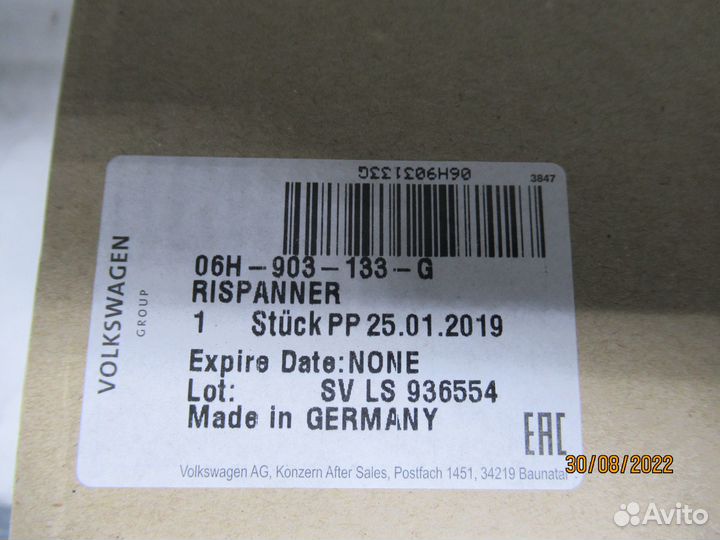 06H903133G
3847
VOLKSWAGEN
GROUP
06H-903-133-G
RISPANNER
1 Stück PP 25.01.2019
Expire Date: NONE
Lot: SV LS 936554
Made in GERMANY
EAC
Volkswagen AG, Konzern After Sales, Postfach 1451, 34219 Baunatal
30/08/2022
Avito